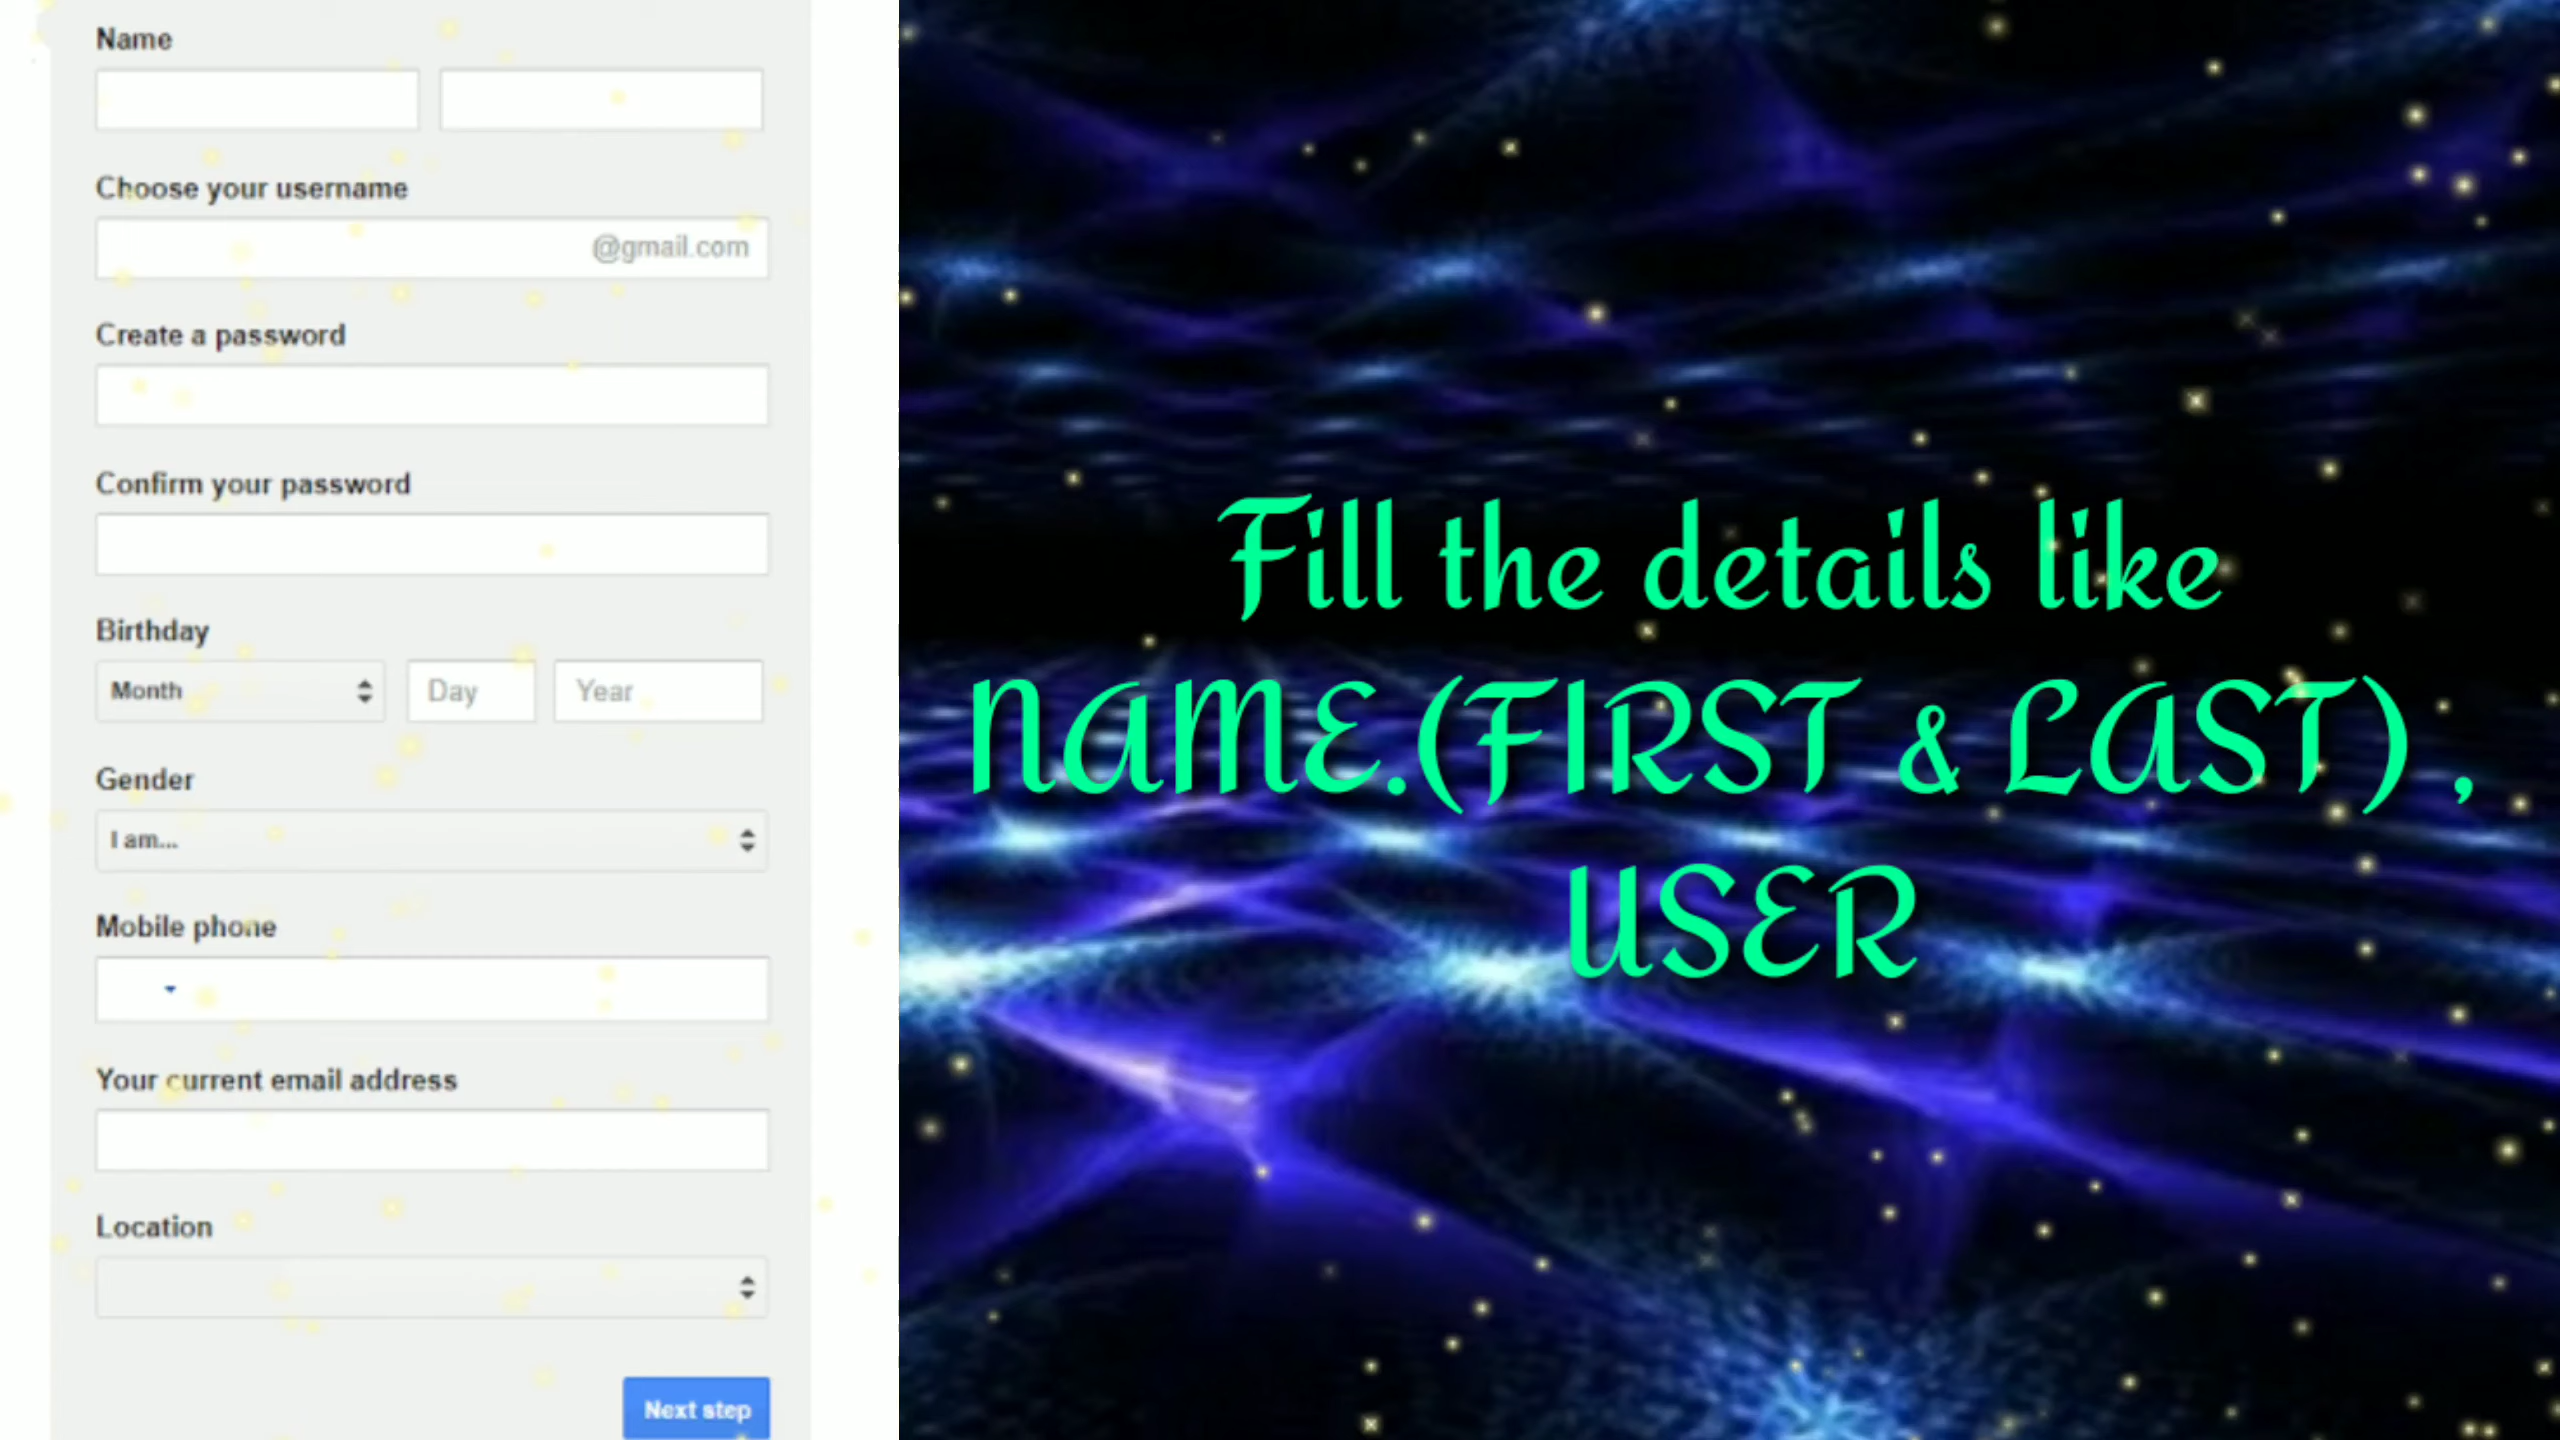 Name
Choose your username
@gmail.com
Create a password
Confirm your password
Birthday
Month Day Year
Gender
I am...
Mobile phone
Your current email address
Location
Next step
Fill the details like
NAME.(FIRST & LAST) ,
USER